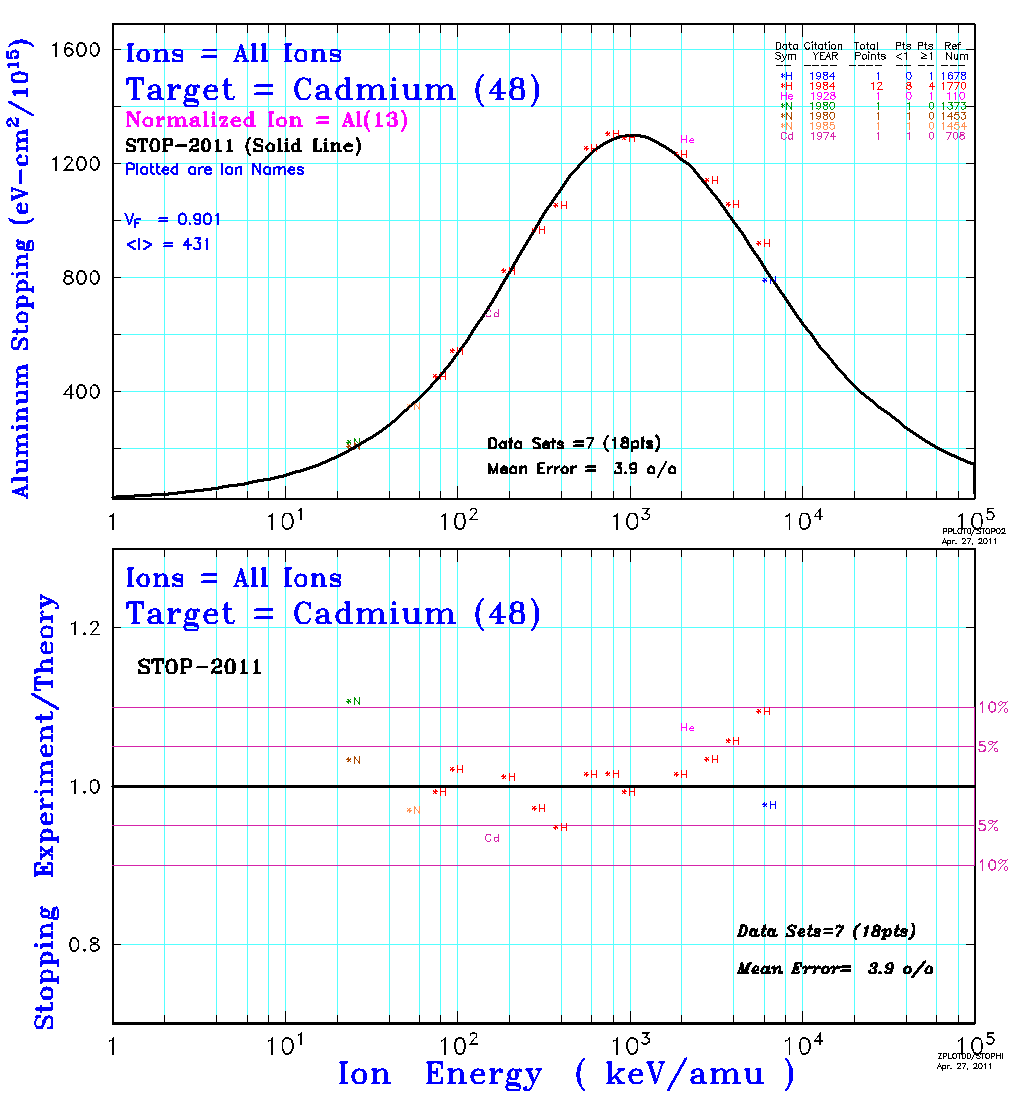 Ions = All Ions
Target = Cadmium (48)
Normalized Ion = Al(13)
STOP-2011 (Solid Line)
Plotted are Ion Names
VF = 0.901
<I> = 431
Data Citation Total Pts Pts Ref
Sym YEAR Points <1 ≥1 Num
*H 1984 1 0 1 1678
*H 1984 12 8 4 1770
He 1928 1 0 1 110
*N 1980 1 1 0 1373
*N 1980 1 1 0 1453
*N 1985 1 1 0 1454
Cd 1974 1 1 0 706
Aluminum Stopping (eV-cm²/10¹⁵)
1600
1200
800
400
*H *H
He
*H *H *H
*H
*H *H
*H
*H
*H *H
Cd
*H
*H
*N
*N
Data Sets =7 (18pts)
Mean Error = 3.9 o/o
1 10¹ 10² 10³ 10⁴ 10⁵
PPLOT0/STOP02
Apr. 27, 2011
Ions = All Ions
Target = Cadmium (48)
STOP-2011
Stopping Experiment/Theory
1.2
1.0
0.8
10%
5%
5%
10%
*N
*H
He
*H
*N
*H
*H
*H *H *H *H
*H *H
*N
*H
*H
*H
Cd
Data Sets=7 (18pts)
Mean Error= 3.9 o/o
1 10¹ 10² 10³ 10⁴ 10⁵
ZPLOT0D/STOPHI
Apr. 27, 2011
Ion Energy ( keV/amu )